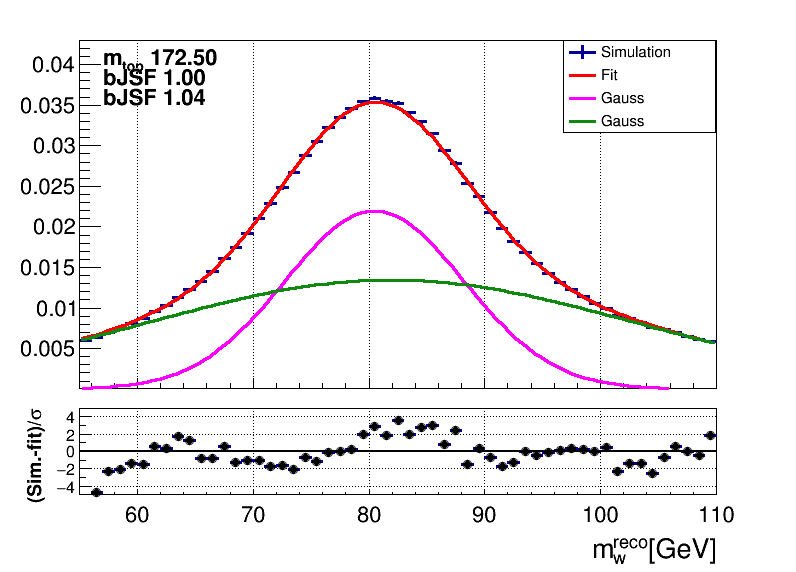 m_top 172.50
bJSF 1.00
bJSF 1.04
Simulation
Fit
Gauss
Gauss
0.04
0.035
0.03
0.025
0.02
0.015
0.01
0.005
(Sim.-fit)/σ
4
2
0
−2
−4
60 70 80 90 100 110
m_w^reco[GeV]